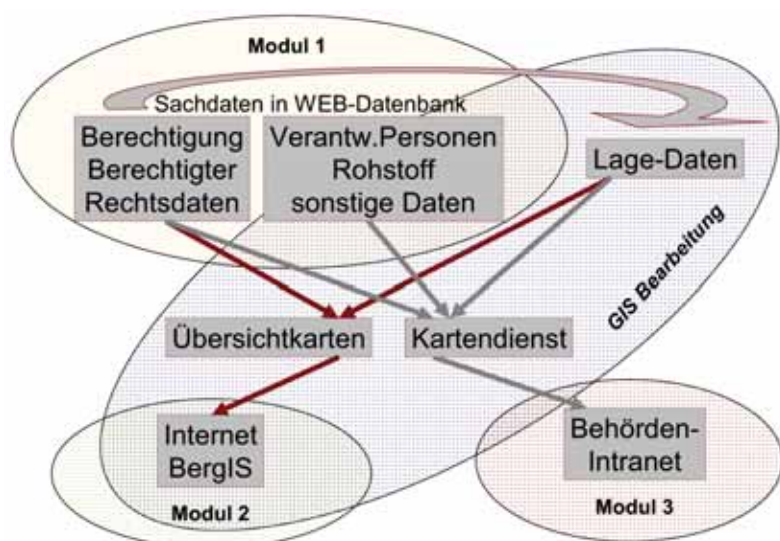 Modul 1
Sachdaten in WEB-Datenbank
Berechtigung
Berechtigter
Rechtsdaten
Verantw.Personen
Rohstoff
sonstige Daten
Lage-Daten
GIS Bearbeitung
Übersichtkarten
Kartendienst
Internet
BergIS
Modul 2
Behörden-
Intranet
Modul 3